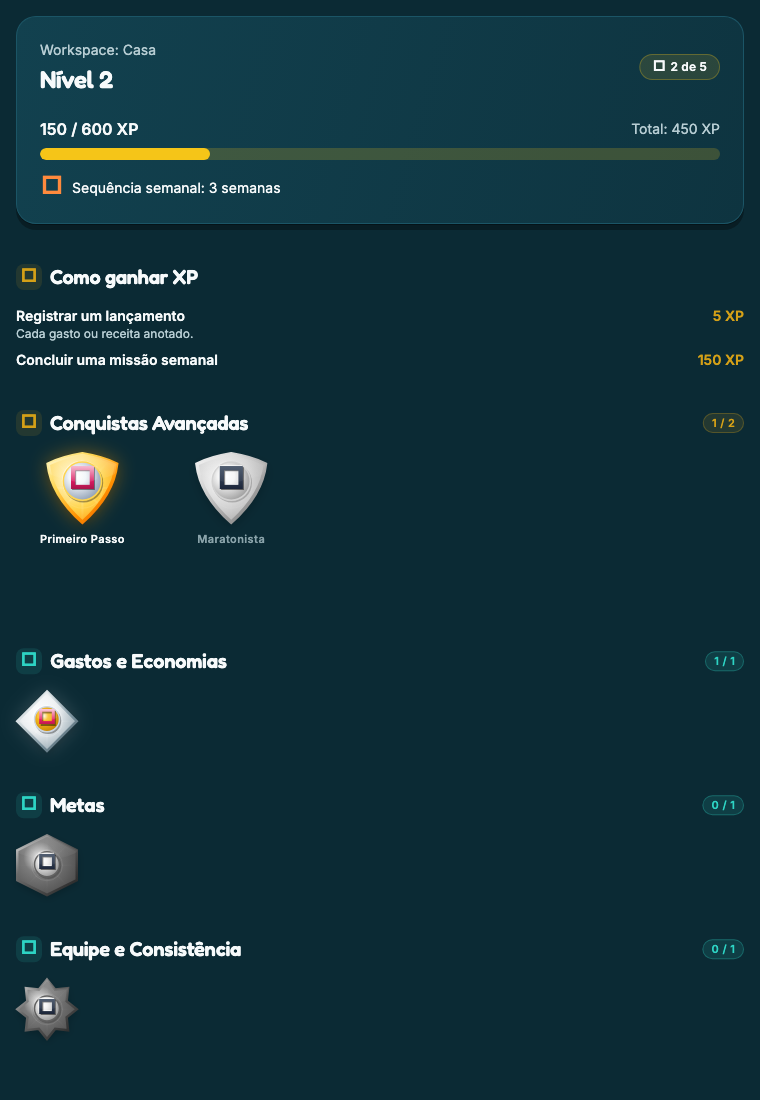 Workspace: Casa
Nível 2
2 de 5
150 / 600 XP
Total: 450 XP
Sequência semanal: 3 semanas
Como ganhar XP
Registrar um lançamento
5 XP
Cada gasto ou receita anotado.
Concluir uma missão semanal
150 XP
Conquistas Avançadas
1 / 2
Primeiro Passo
Maratonista
Gastos e Economias
1 / 1
Metas
0 / 1
Equipe e Consistência
0 / 1